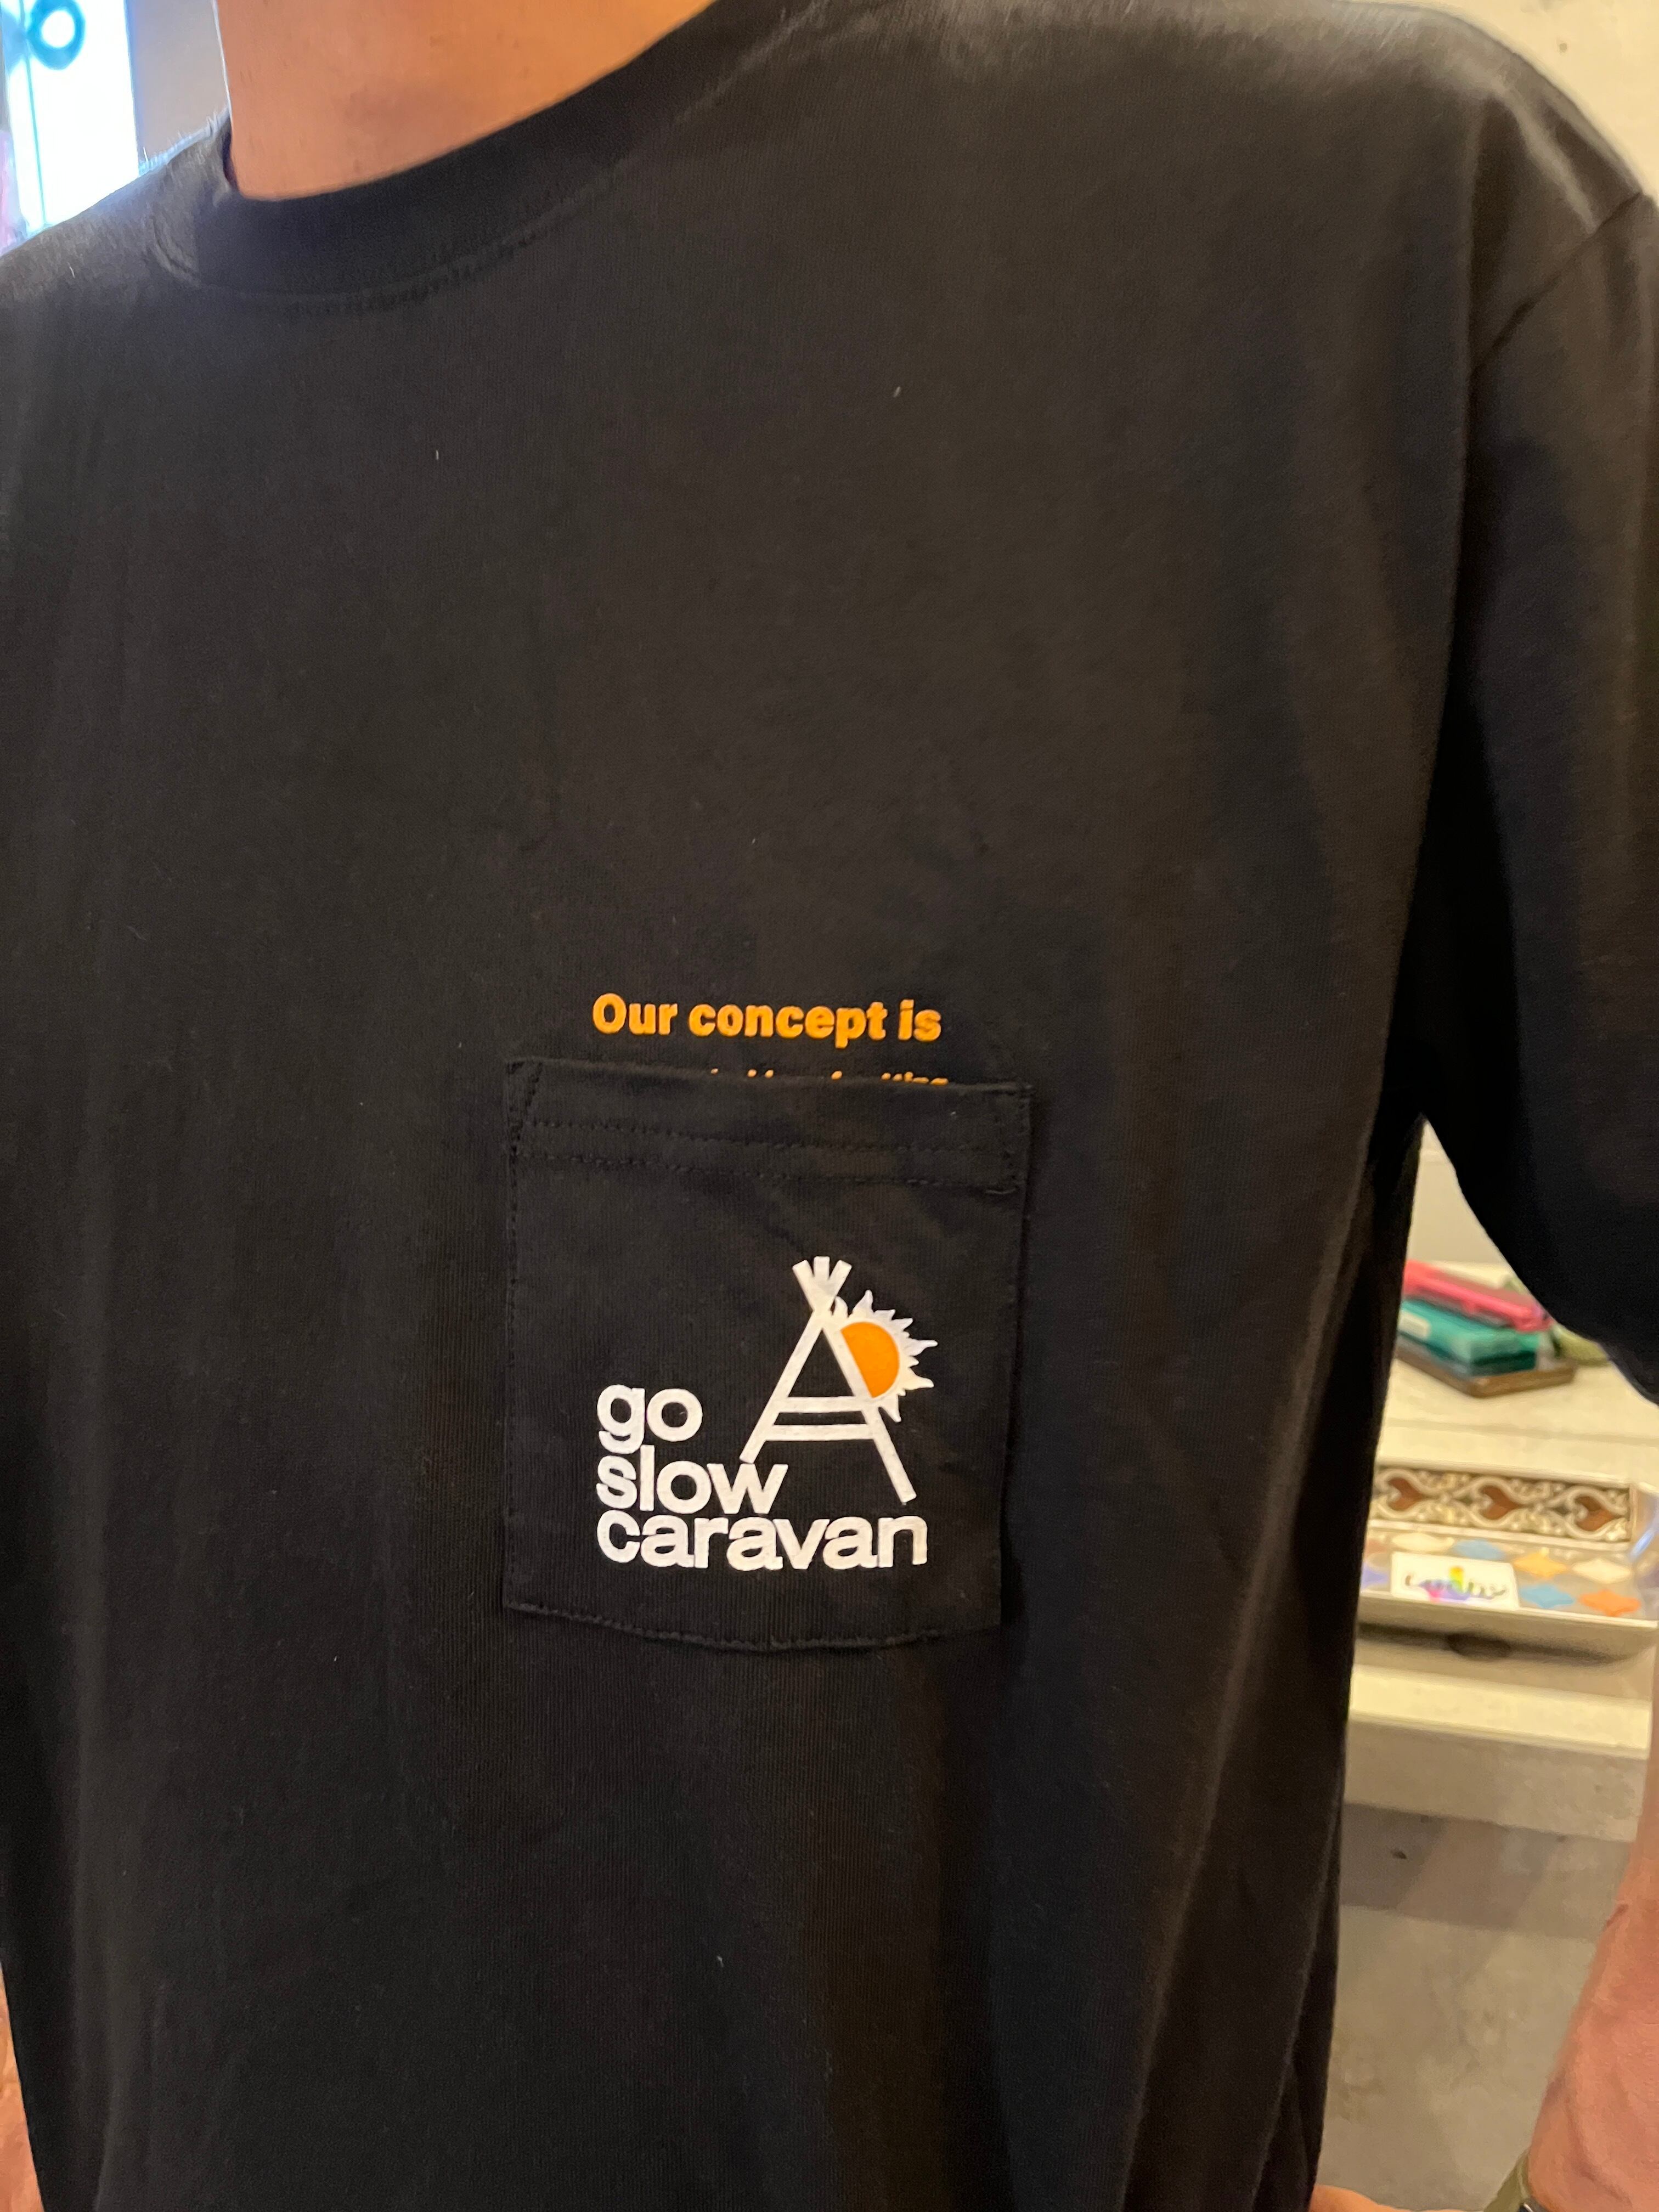 Our concept is
go
slow
caravan